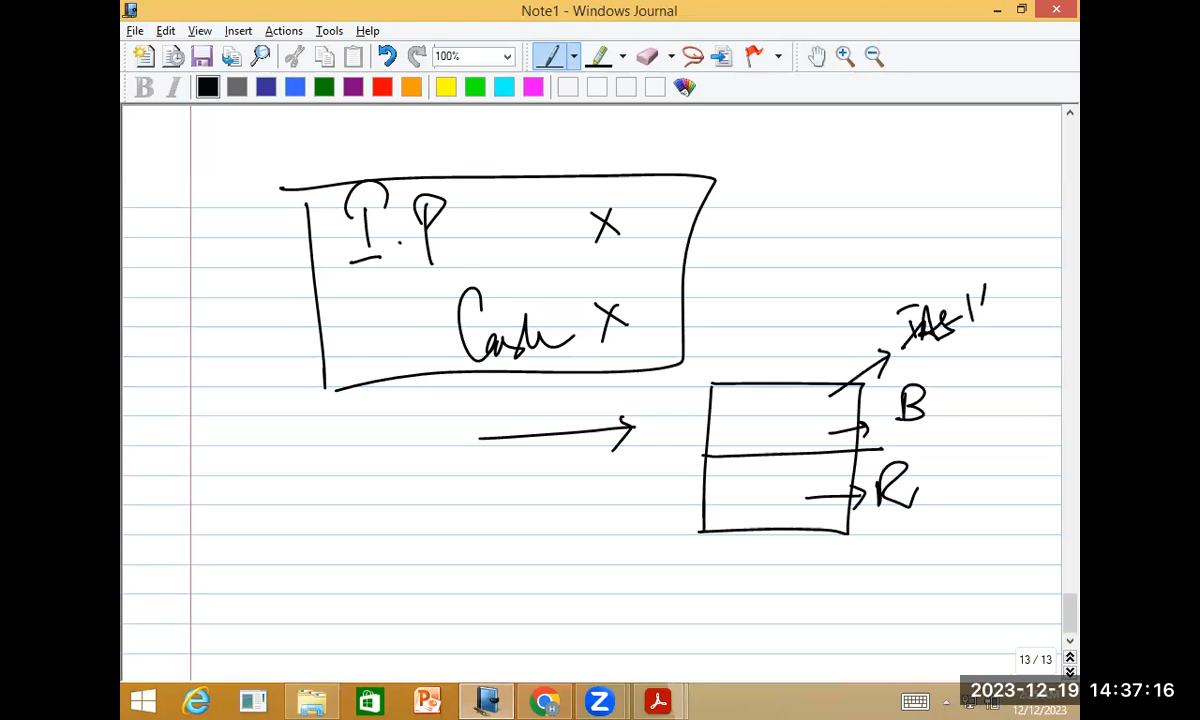 Note1 - Windows Journal
File Edit View Insert Actions Tools Help
100%
B I
I.P X
Cash X
B
R
13 / 13
2023-12-19 14:37:16
12/12/2023